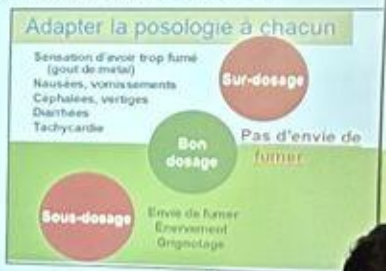 Adapter la posologie à chacun
Sensation d'avoir trop fumé
(gout de métal)
Nausées, vomissements
Céphalées, vertiges
Diarrhées
Tachycardie
Sur-dosage
Bon
dosage
Pas d'envie de
fumer
Sous-dosage
Envie de fumer
Enervement
Grignotage